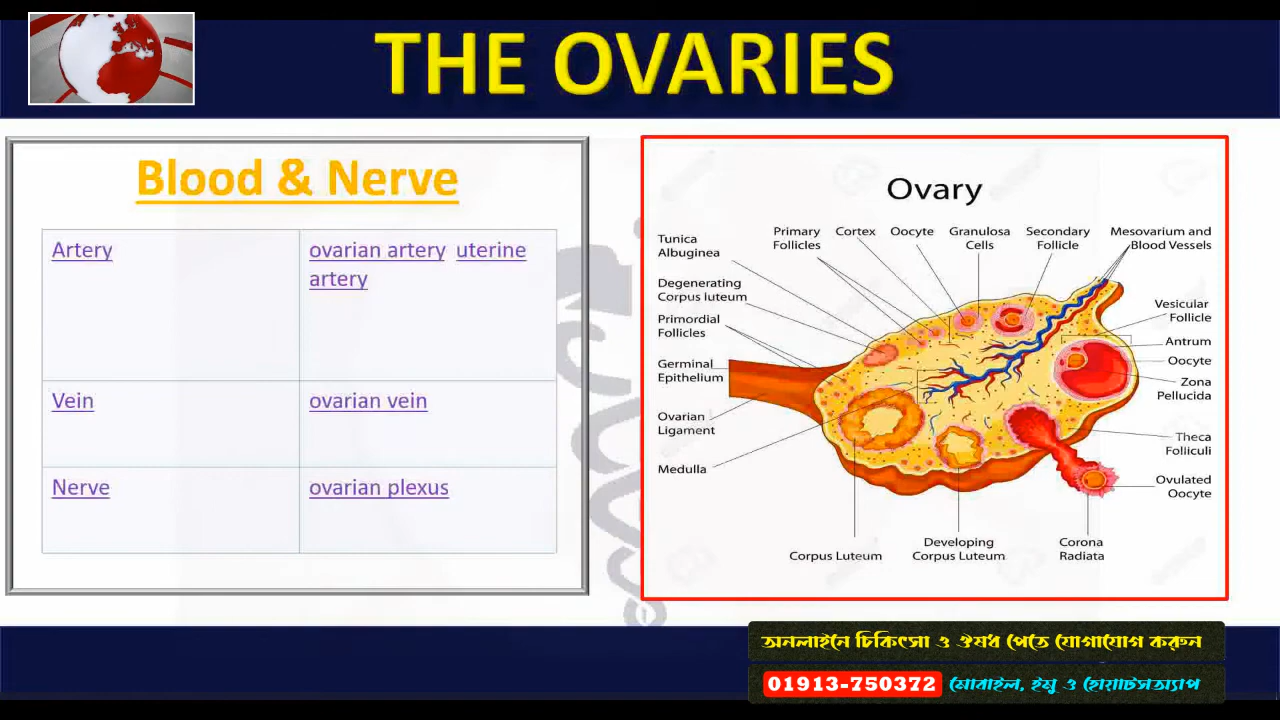 THE OVARIES
Blood & Nerve
Artery
ovarian artery uterine
artery
Vein
ovarian vein
Nerve
ovarian plexus
Ovary
Tunica
Albuginea
Primary
Follicles
Cortex
Oocyte
Granulosa
Cells
Secondary
Follicle
Mesovarium and
Blood Vessels
Degenerating
Corpus luteum
Primordial
Follicles
Germinal
Epithelium
Ovarian
Ligament
Medulla
Vesicular
Follicle
Antrum
Oocyte
Zona
Pellucida
Theca
Folliculi
Ovulated
Oocyte
Corpus Luteum
Developing
Corpus Luteum
Corona
Radiata
অনলাইনে চিকিৎসা ও ঔষধ পেতে যোগাযোগ করুন
01913-750372 মোবাইল, ইমু ও হোয়াটসঅ্যাপ